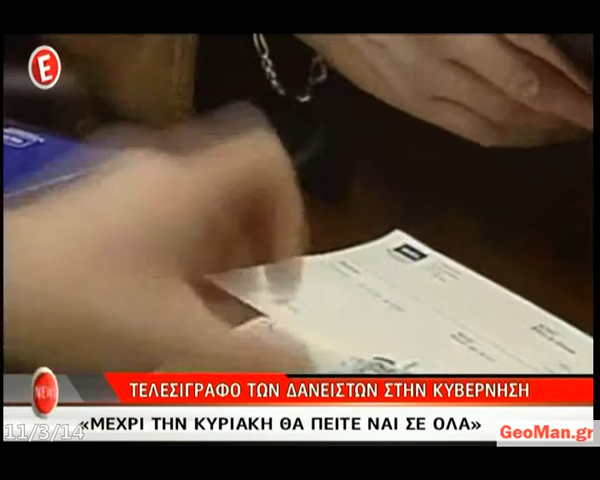 E
ΤΕΛΕΣΙΓΡΑΦΟ ΤΩΝ ΔΑΝΕΙΣΤΩΝ ΣΤΗΝ ΚΥΒΕΡΝΗΣΗ
NEWS
«ΜΕΧΡΙ ΤΗΝ ΚΥΡΙΑΚΗ ΘΑ ΠΕΙΤΕ ΝΑΙ ΣΕ ΟΛΑ»
11/3/14
GeoMan.gr